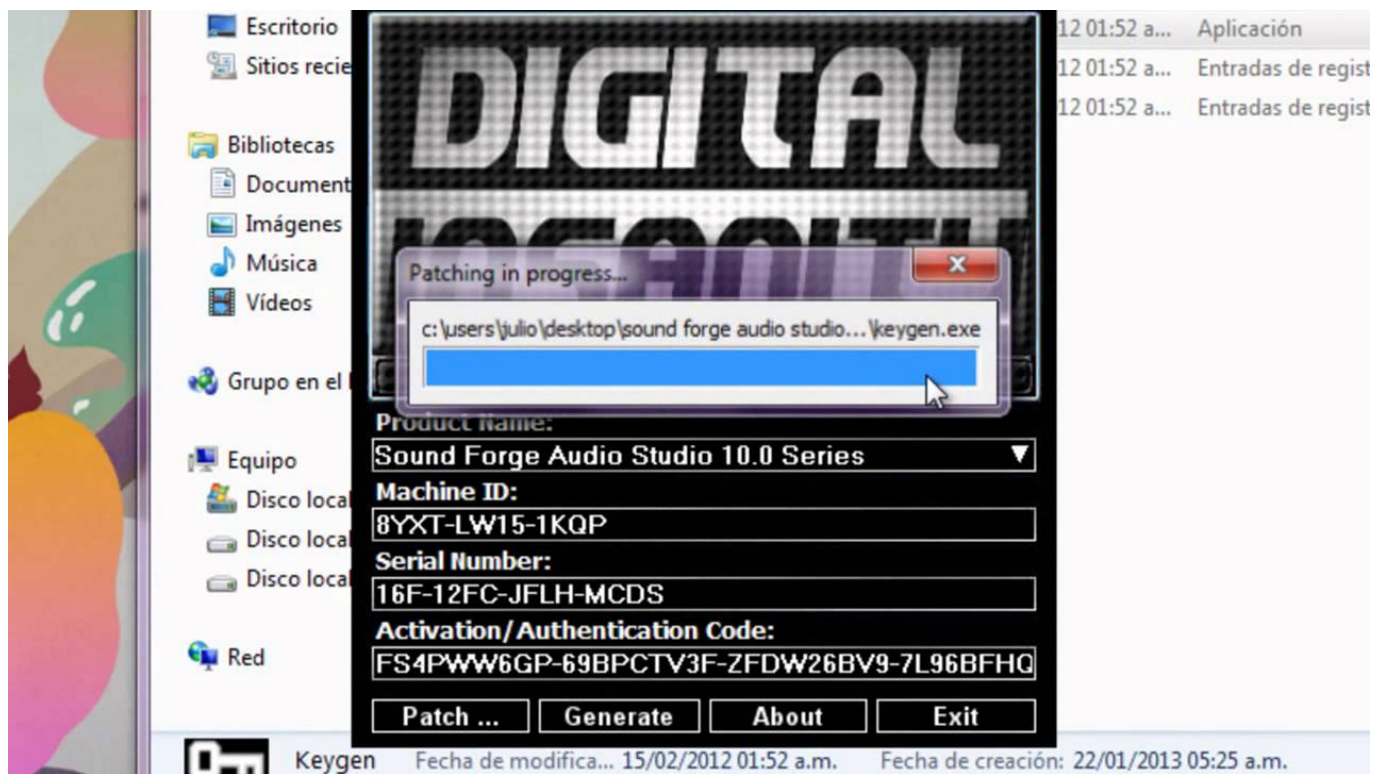 Escritorio
Sitios recie
Bibliotecas
Document
Imágenes
Música
Vídeos
Grupo en el
Equipo
Disco local
Disco local
Disco local
Red
DIGITAL
INSANITY
Patching in progress...
c:\users\julio\desktop\sound forge audio studio...\keygen.exe
Product Name:
Sound Forge Audio Studio 10.0 Series
Machine ID:
8YXT-LW15-1KQP
Serial Number:
16F-12FC-JFLH-MCDS
Activation/Authentication Code:
FS4PWW6GP-69BPCTV3F-ZFDW26BV9-7L96BFHQ
Patch ... Generate About Exit
12 01:52 a... Aplicación
12 01:52 a... Entradas de regist
12 01:52 a... Entradas de regist
Keygen Fecha de modifica... 15/02/2012 01:52 a.m. Fecha de creación: 22/01/2013 05:25 a.m.